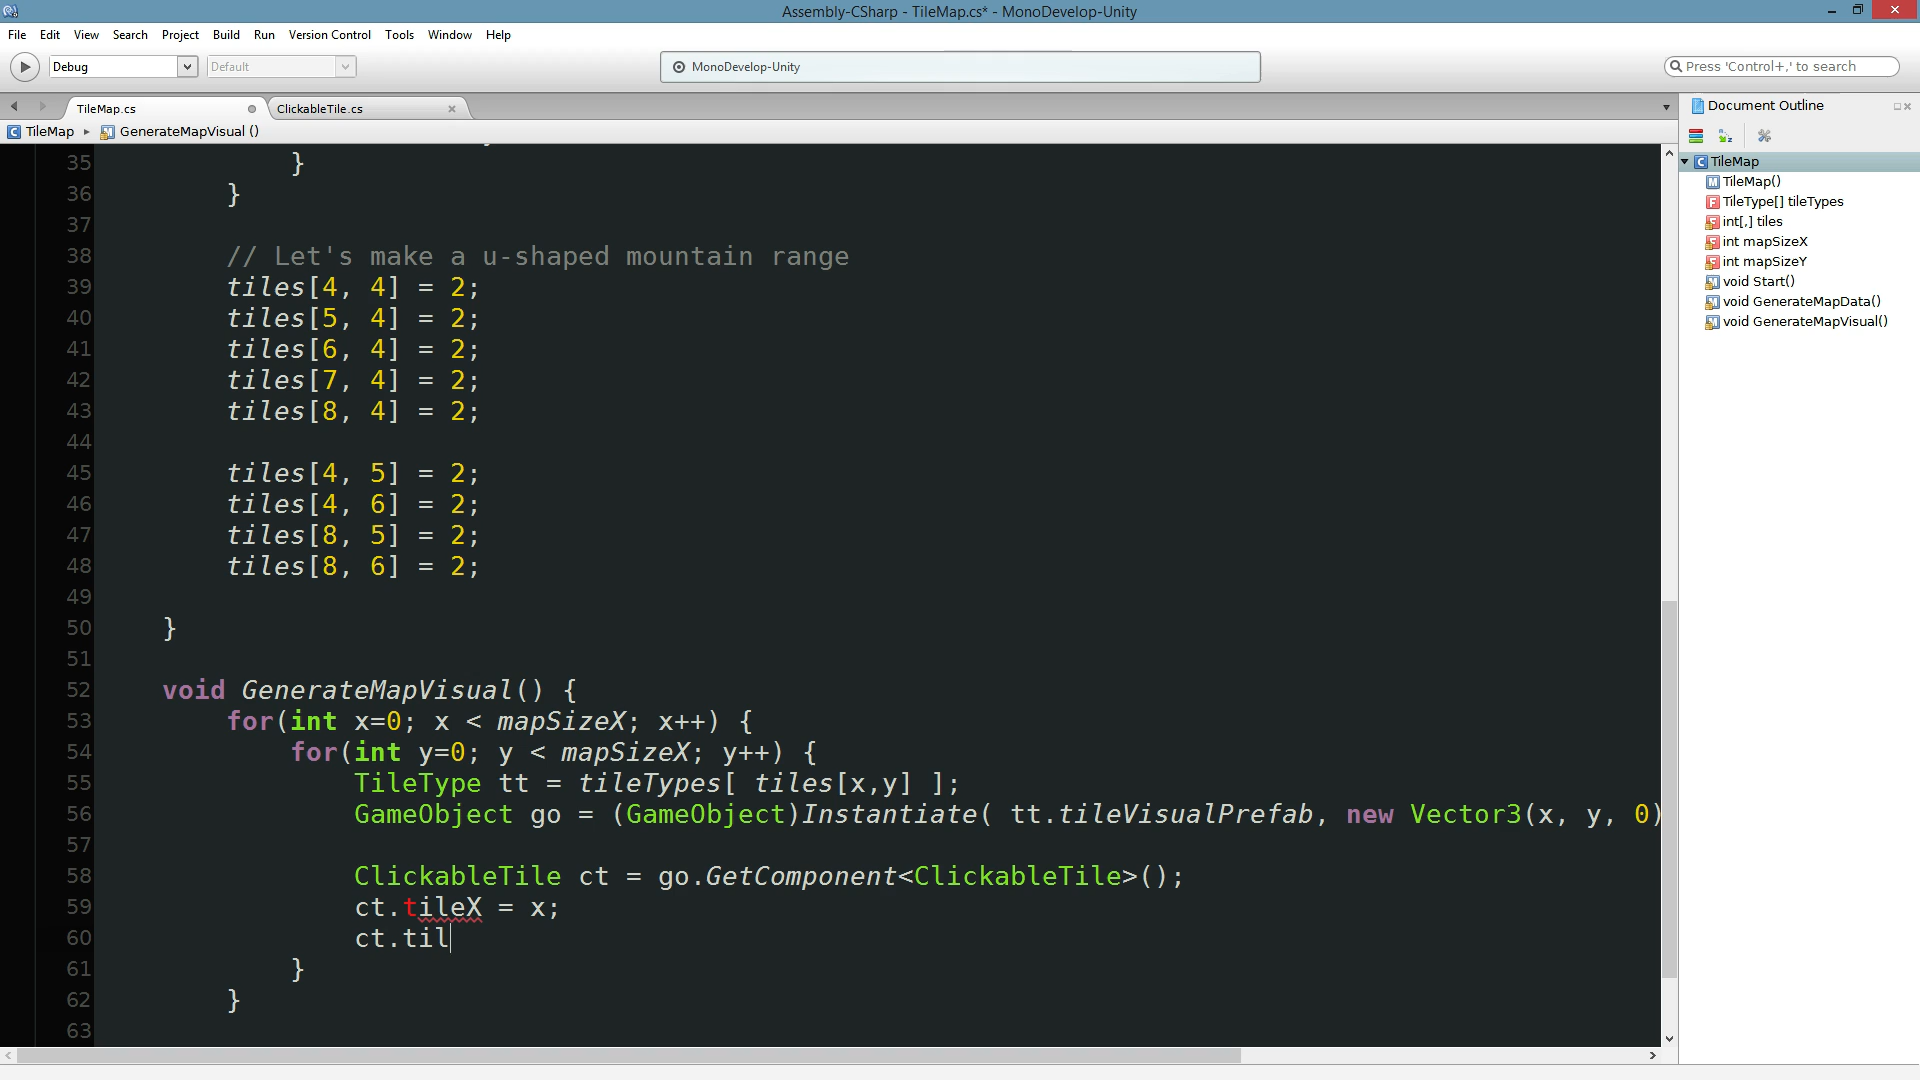 Assembly-CSharp - TileMap.cs* - MonoDevelop-Unity
File Edit View Search Project Build Run Version Control Tools Window Help
Debug Default MonoDevelop-Unity Press 'Control+,' to search
TileMap.cs ClickableTile.cs
TileMap GenerateMapVisual ()
35 }
36 }
37
38 // Let's make a u-shaped mountain range
39 tiles[4, 4] = 2;
40 tiles[5, 4] = 2;
41 tiles[6, 4] = 2;
42 tiles[7, 4] = 2;
43 tiles[8, 4] = 2;
44
45 tiles[4, 5] = 2;
46 tiles[4, 6] = 2;
47 tiles[8, 5] = 2;
48 tiles[8, 6] = 2;
49
50 }
51
52 void GenerateMapVisual() {
53 for(int x=0; x < mapSizeX; x++) {
54 for(int y=0; y < mapSizeX; y++) {
55 TileType tt = tileTypes[ tiles[x,y] ];
56 GameObject go = (GameObject)Instantiate( tt.tileVisualPrefab, new Vector3(x, y, 0)
57
58 ClickableTile ct = go.GetComponent<ClickableTile>();
59 ct.tileX = x;
60 ct.til
61 }
62 }
63
Document Outline
TileMap
TileMap()
TileType[] tileTypes
int[,] tiles
int mapSizeX
int mapSizeY
void Start()
void GenerateMapData()
void GenerateMapVisual()